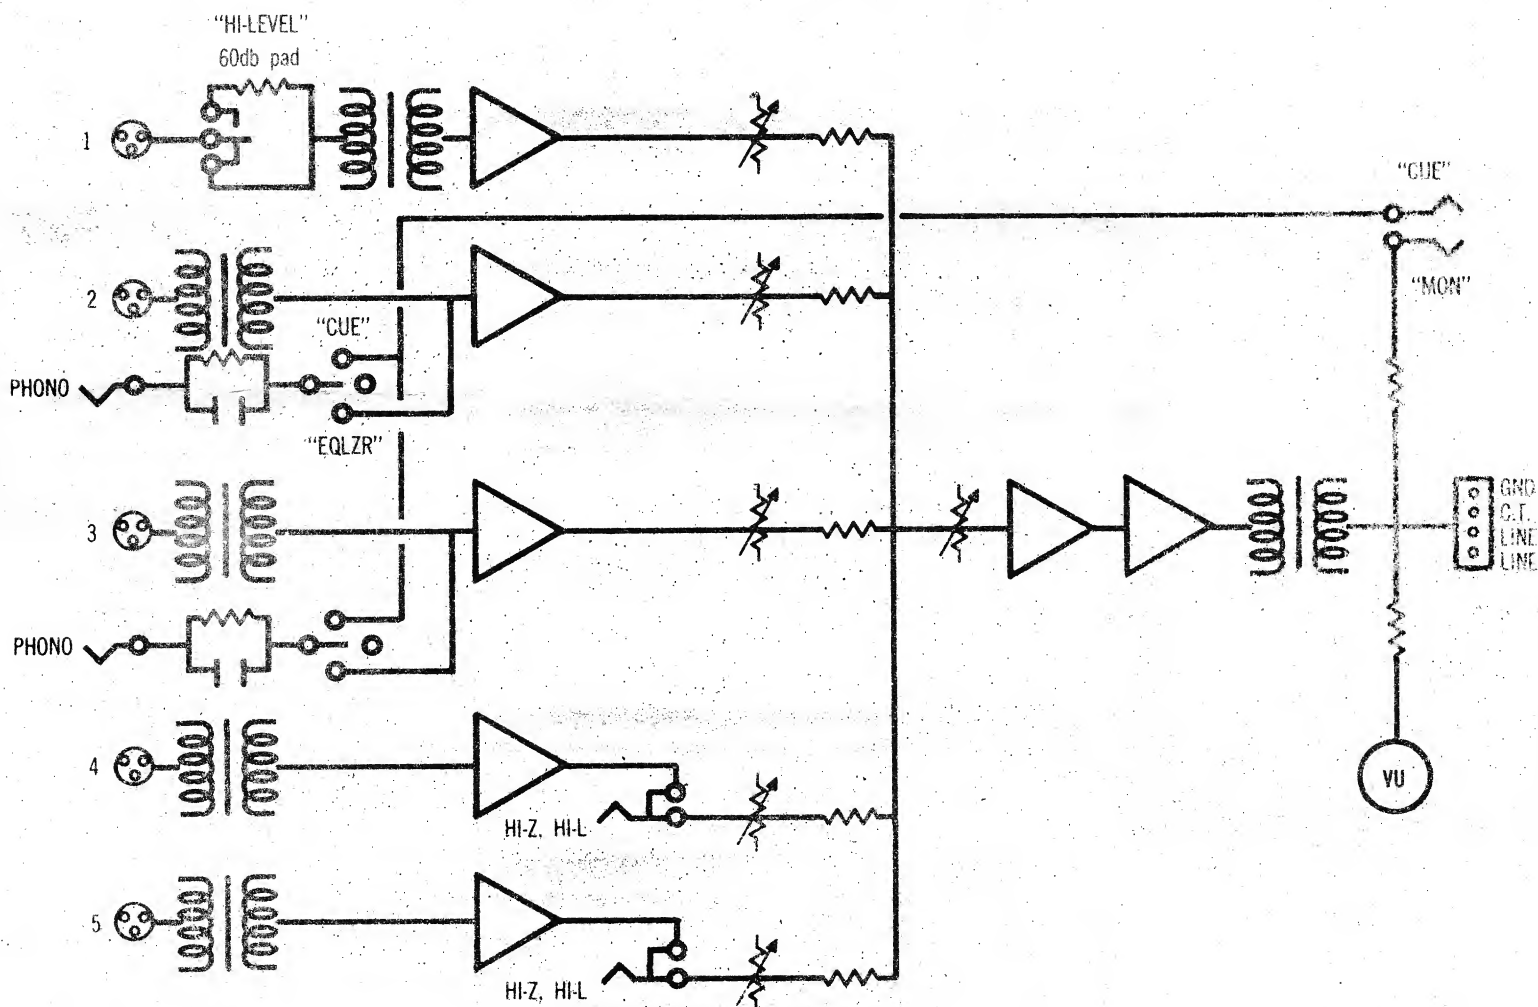 "HI-LEVEL"
60db pad
1
"CUE"
2
"MON"
"CUE"
PHONO
"EQLZR"
3
GND
C.T.
LINE
LINE
PHONO
4
VU
HI-Z, HI-L
5
HI-Z, HI-L